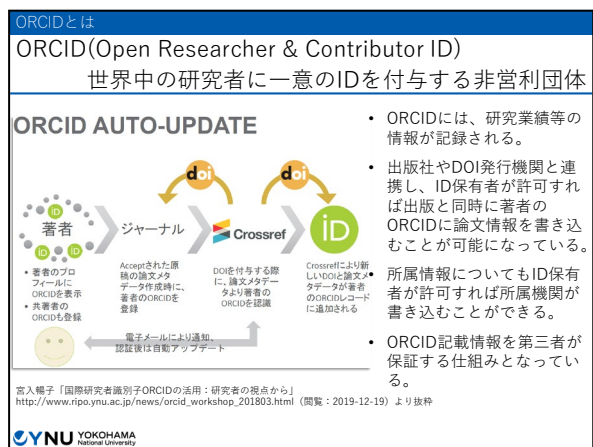 ORCIDとは
ORCID(Open Researcher & Contributor ID)
世界中の研究者に一意のIDを付与する非営利団体
ORCID AUTO-UPDATE
doi
doi
iD
iD
iD
著者
ジャーナル
Crossref
iD
• 著者のプロ
フィールに
ORCIDを表示
• 共著者の
ORCIDも登録
Acceptされた原
稿の論文メタ
データ作成時に、
著者のORCIDを
登録
DOIを付与する際
に、論文メタデー
タより著者の
ORCIDを認識
Crossrefにより新
しいDOIと論文メ
タデータが著者
のORCIDレコード
に追加される
電子メールにより通知、
認証後は自動アップデート
• ORCIDには、研究業績等の
情報が記録される。
• 出版社やDOI発行機関と連
携し、ID保有者が許可すれ
ば出版と同時に著者の
ORCIDに論文情報を書き込
むことが可能になっている。
• 所属情報についてもID保有
者が許可すれば所属機関が
書き込むことができる。
• ORCID記載情報を第三者が
保証する仕組みとなってい
る。
宮入暢子「国際研究者識別子ORCIDの活用：研究者の視点から」
http://www.ripo.ynu.ac.jp/news/orcid_workshop_201803.html（閲覧：2019-12-19）より抜粋
YNU YOKOHAMA
National University